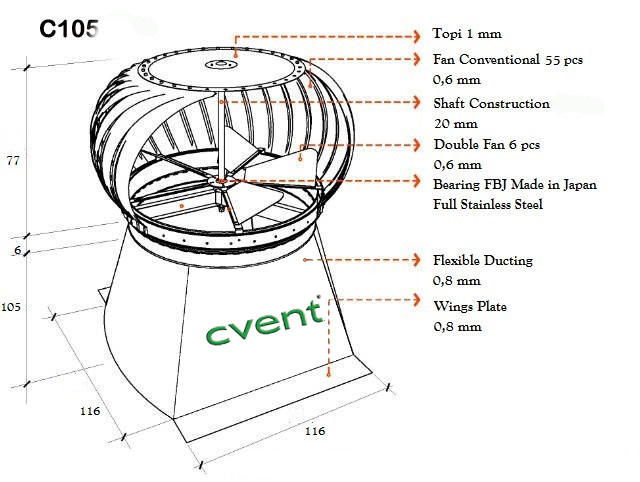 C105
Topi 1 mm
Fan Conventional 55 pcs
0,6 mm
Shaft Construction
20 mm
Double Fan 6 pcs
0,6 mm
Bearing FBJ Made in Japan
Full Stainless Steel
Flexible Ducting
0,8 mm
Wings Plate
0,8 mm
77
6
105
116
116
cvent